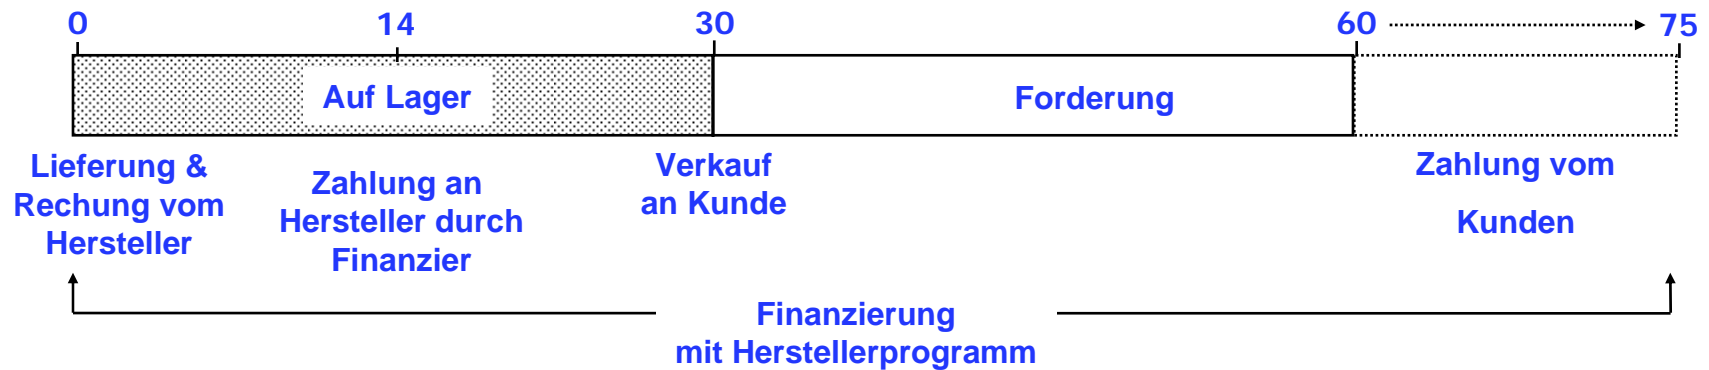 0 14 30 60 75
Auf Lager
Forderung
Lieferung &
Rechung vom
Hersteller
Zahlung an
Hersteller durch
Finanzier
Verkauf
an Kunde
Zahlung vom
Kunden
Finanzierung
mit Herstellerprogramm